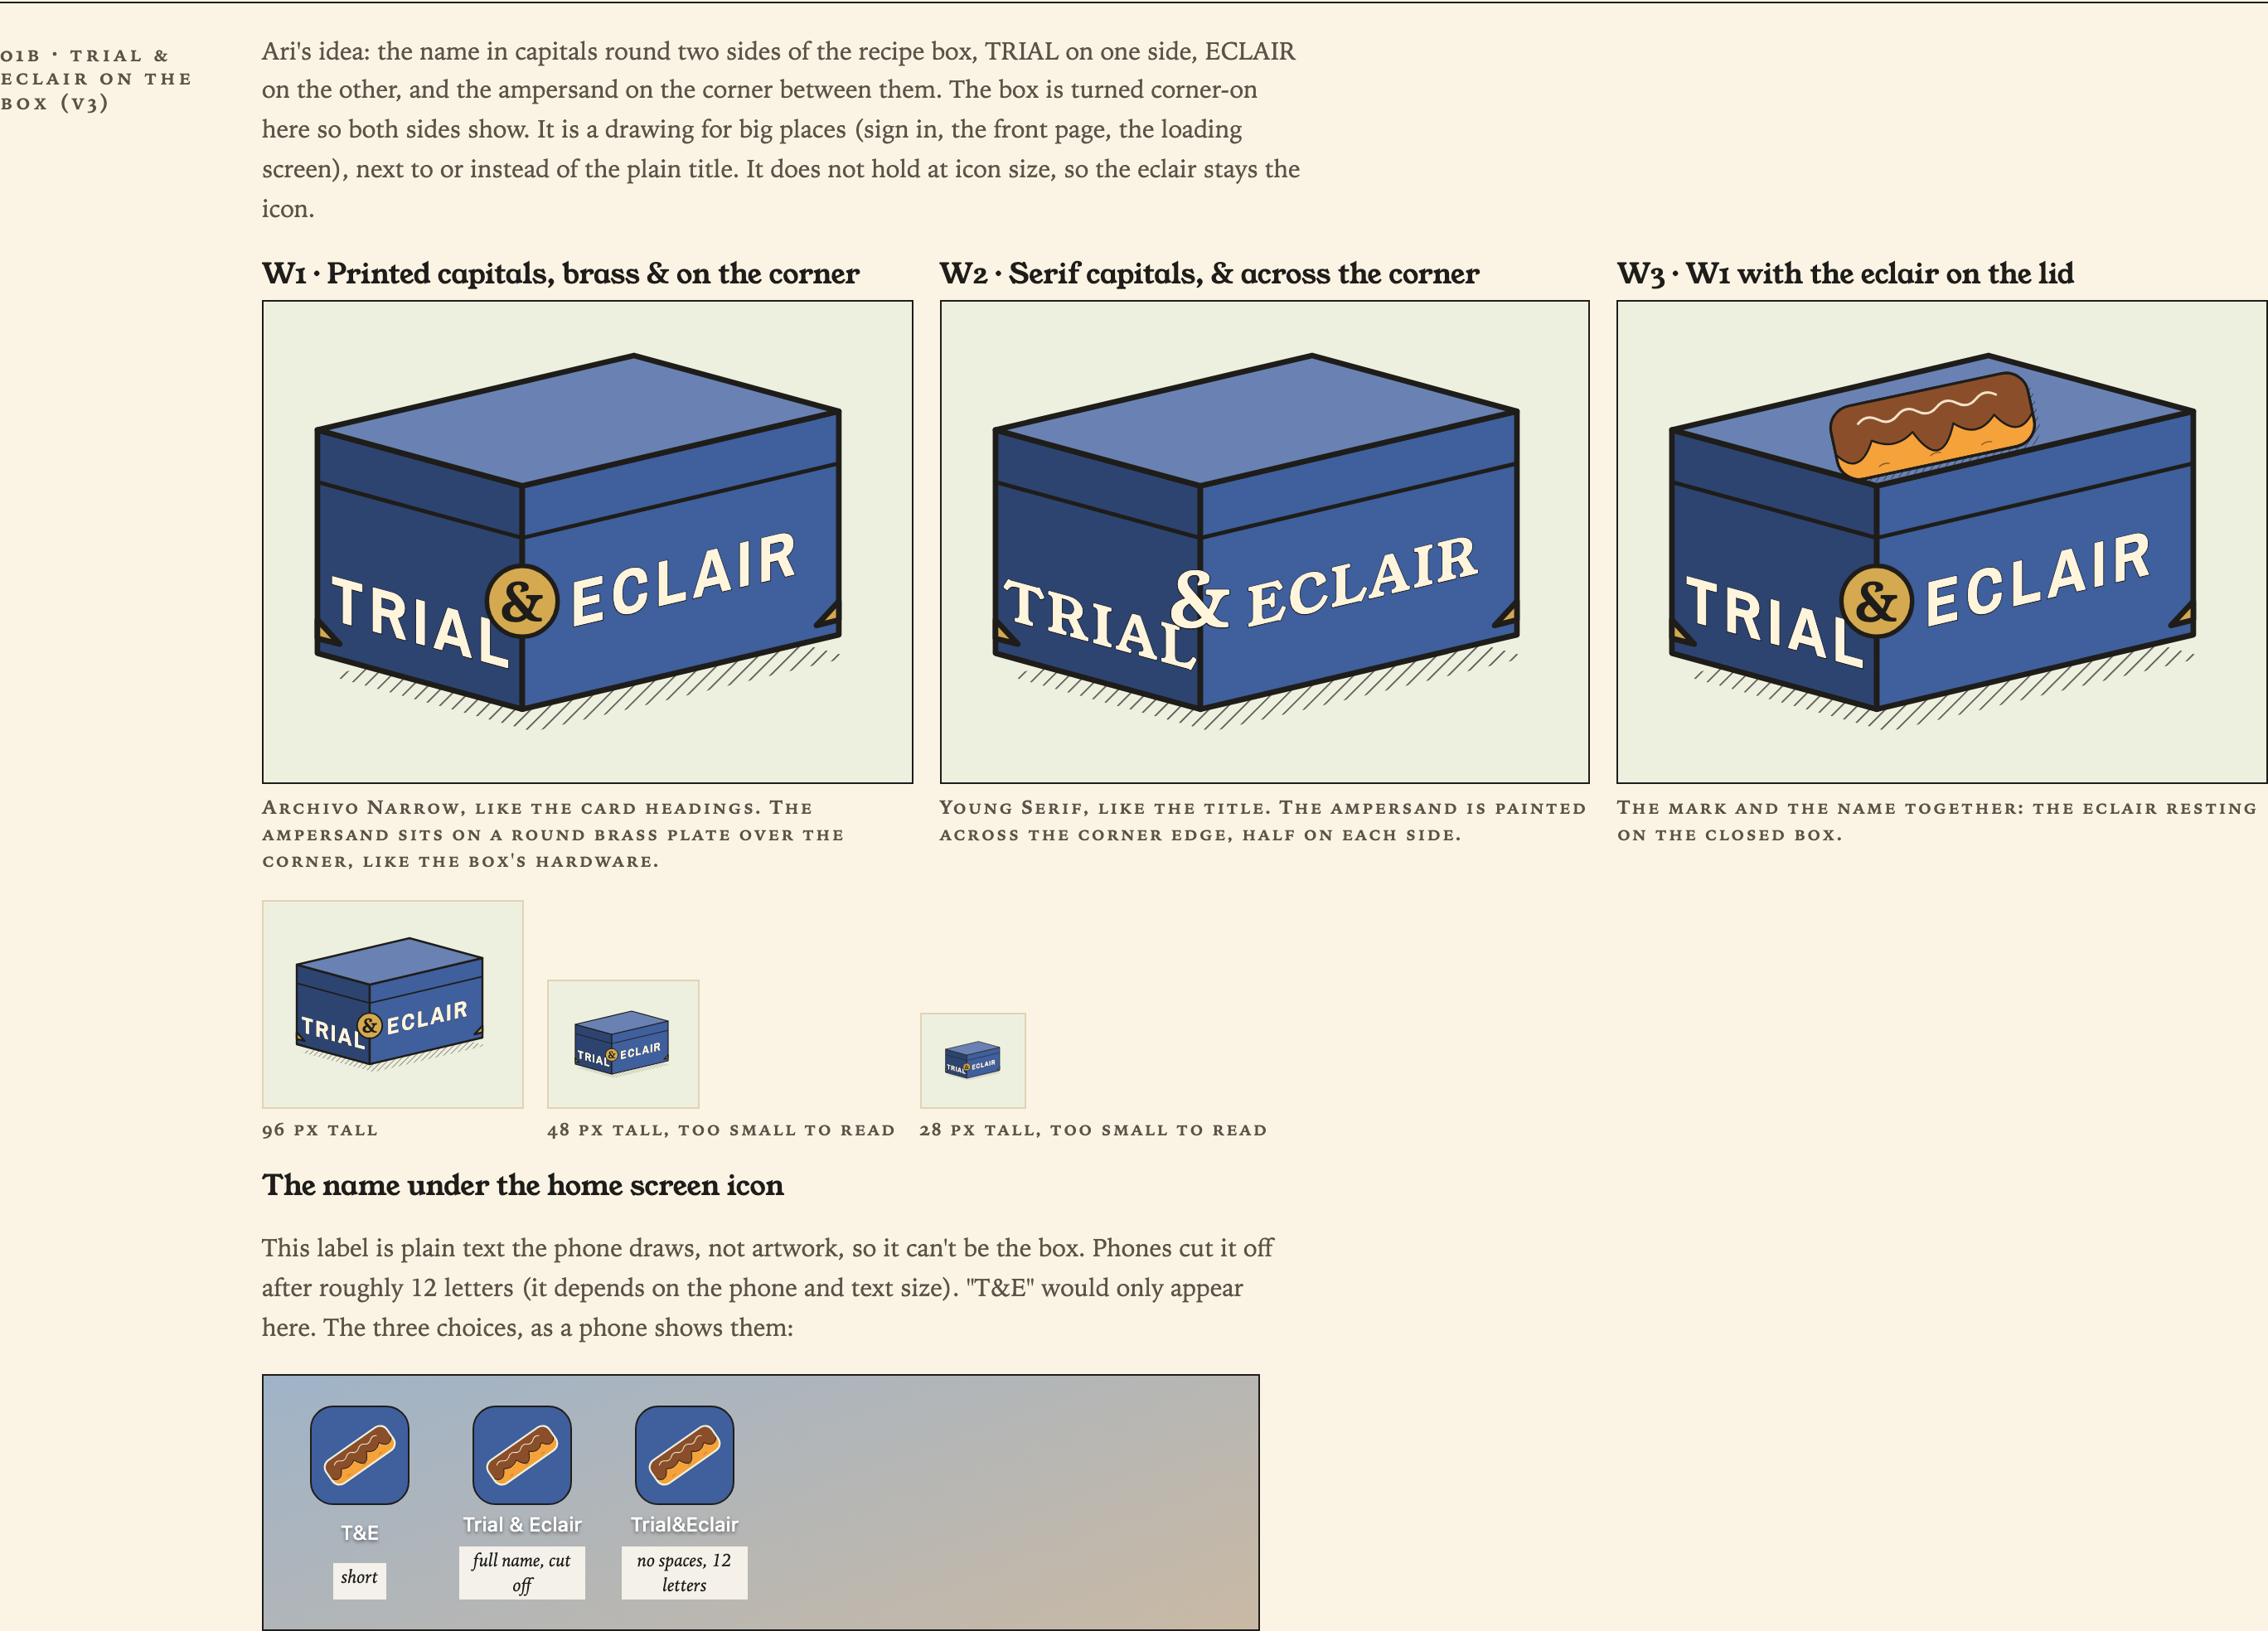 01B · TRIAL &
ECLAIR ON THE
BOX (V3)
Ari's idea: the name in capitals round two sides of the recipe box, TRIAL on one side, ECLAIR
on the other, and the ampersand on the corner between them. The box is turned corner-on
here so both sides show. It is a drawing for big places (sign in, the front page, the loading
screen), next to or instead of the plain title. It does not hold at icon size, so the eclair stays the
icon.
W1 · Printed capitals, brass & on the corner
TRIAL & ECLAIR
ARCHIVO NARROW, LIKE THE CARD HEADINGS. THE
AMPERSAND SITS ON A ROUND BRASS PLATE OVER THE
CORNER, LIKE THE BOX'S HARDWARE.
W2 · Serif capitals, & across the corner
TRIAL & ECLAIR
YOUNG SERIF, LIKE THE TITLE. THE AMPERSAND IS PAINTED
ACROSS THE CORNER EDGE, HALF ON EACH SIDE.
W3 · W1 with the eclair on the lid
TRIAL & ECLAIR
THE MARK AND THE NAME TOGETHER: THE ECLAIR RESTING
ON THE CLOSED BOX.
TRIAL & ECLAIR
96 PX TALL
TRIAL & ECLAIR
48 PX TALL, TOO SMALL TO READ
TRIAL & ECLAIR
28 PX TALL, TOO SMALL TO READ
The name under the home screen icon
This label is plain text the phone draws, not artwork, so it can't be the box. Phones cut it off
after roughly 12 letters (it depends on the phone and text size). "T&E" would only appear
here. The three choices, as a phone shows them:
T&E
short
Trial & Eclair
full name, cut
off
Trial&Eclair
no spaces, 12
letters